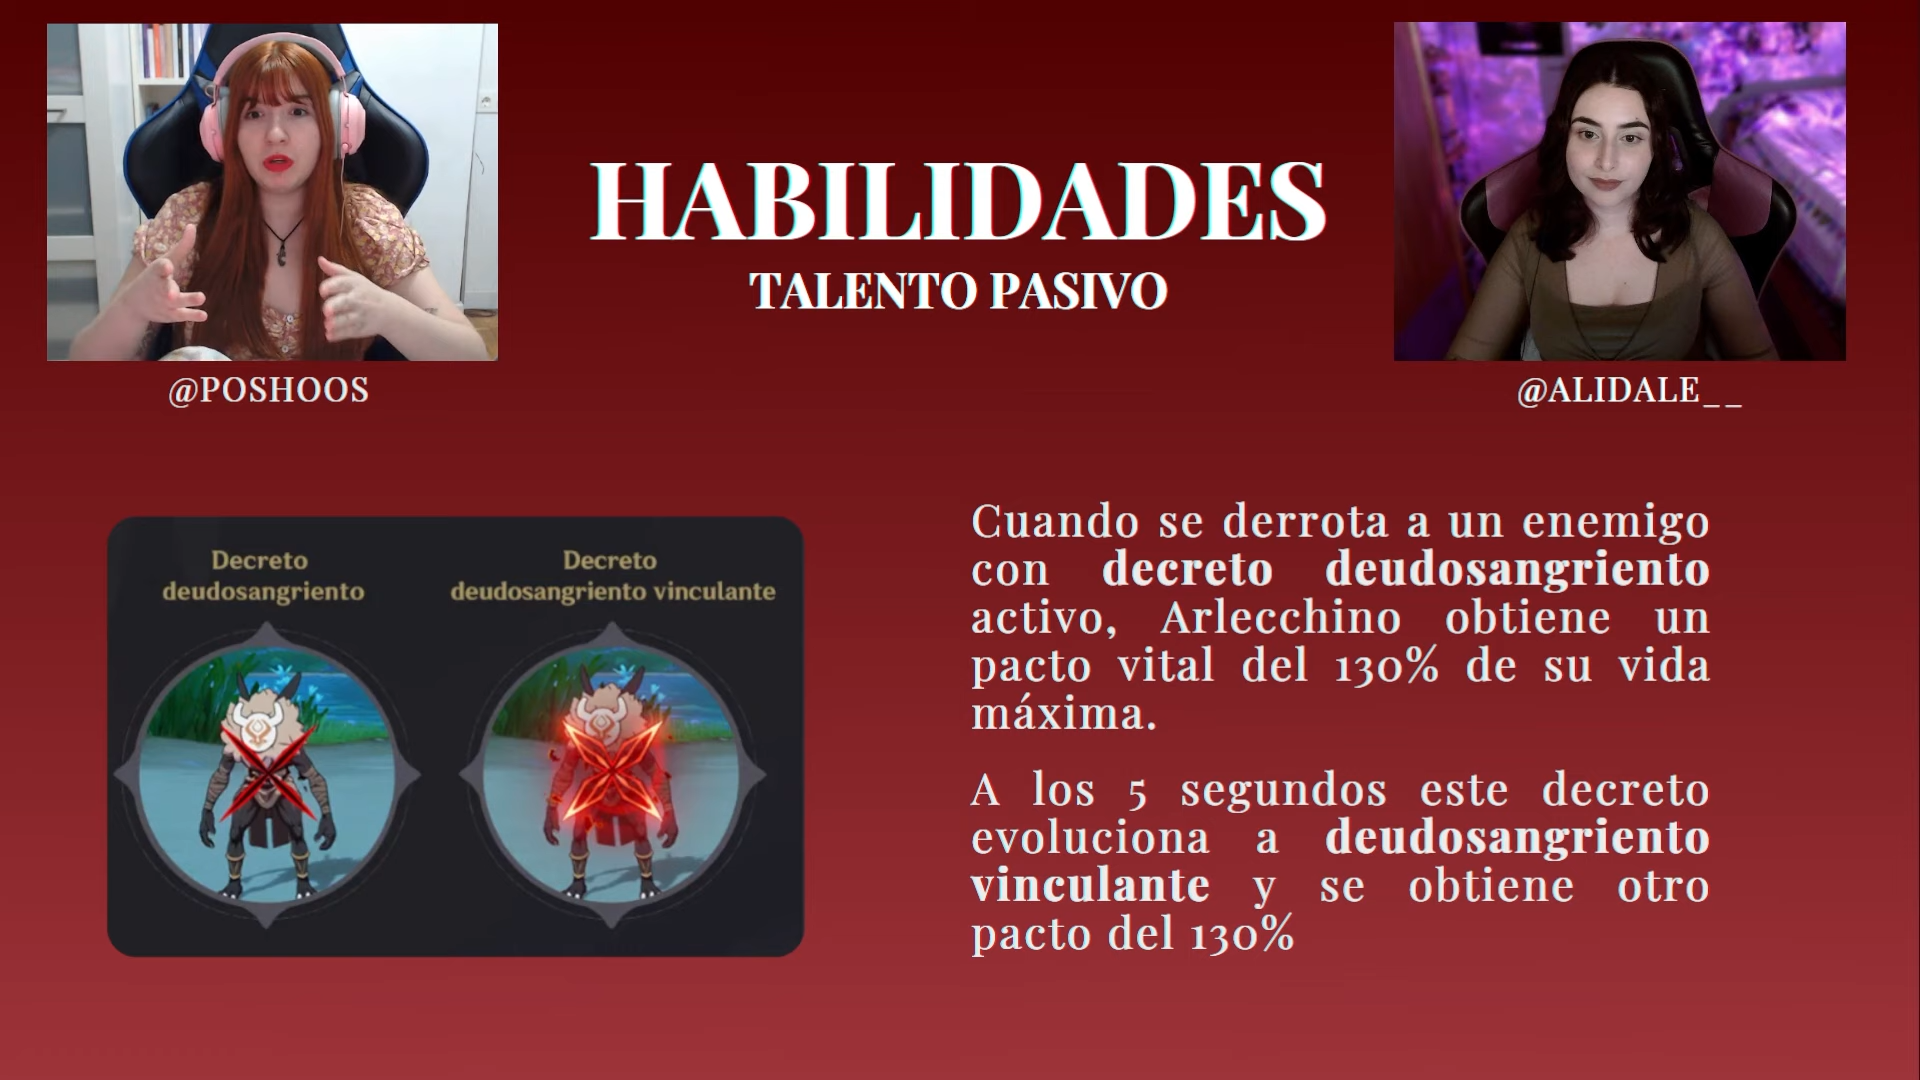 HABILIDADES
TALENTO PASIVO
@POSHOOS
@ALIDALE__
Decreto
deudosangriento
Decreto
deudosangriento vinculante
Cuando se derrota a un enemigo
con decreto deudosangriento
activo, Arlecchino obtiene un
pacto vital del 130% de su vida
máxima.
A los 5 segundos este decreto
evoluciona a deudosangriento
vinculante y se obtiene otro
pacto del 130%